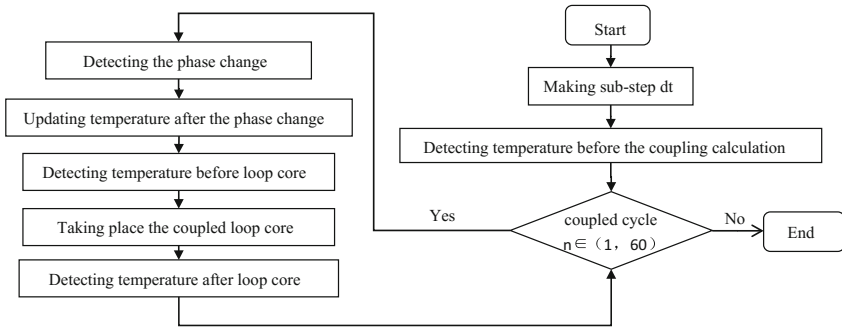 Start
Making sub-step dt
Detecting temperature before the coupling calculation
coupled cycle
n∈（1， 60）
Yes
No
End
Detecting the phase change
Updating temperature after the phase change
Detecting temperature before loop core
Taking place the coupled loop core
Detecting temperature after loop core